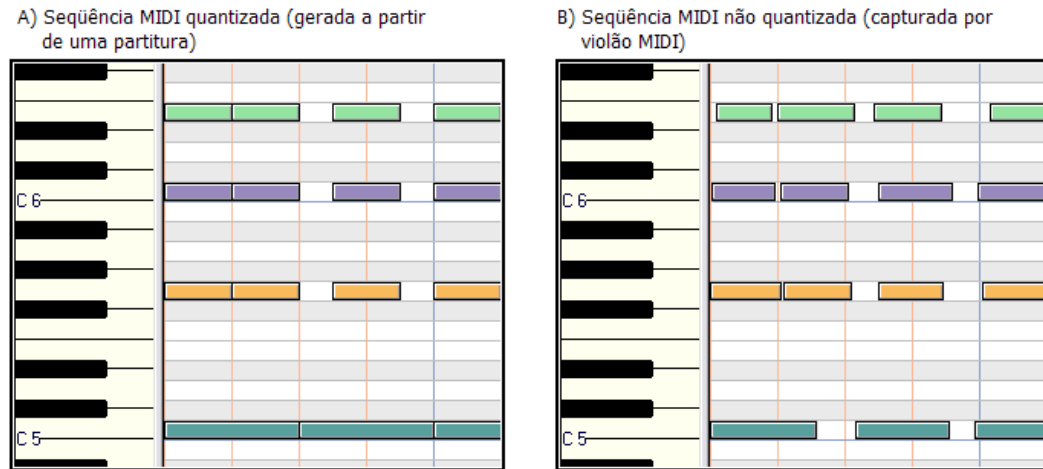 A) Seqüência MIDI quantizada (gerada a partir
de uma partitura)
B) Seqüência MIDI não quantizada (capturada por
violão MIDI)
C 6
C 5
C 6
C 5